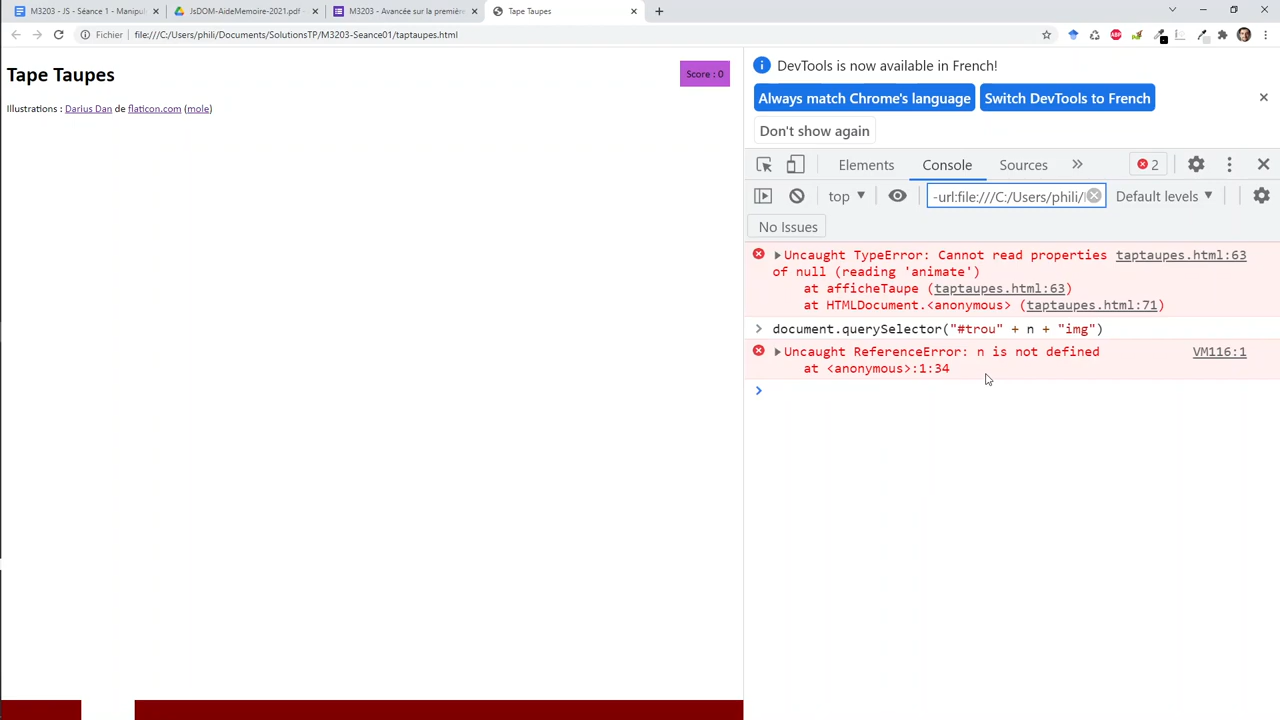 M3203 - JS - Séance 1 - Manipul
JsDOM-AideMemoire-2021.pdf -
M3203 - Avancée sur la première
Tape Taupes
Fichier
file:///C:/Users/phili/Documents/SolutionsTP/M3203-Seance01/taptaupes.html
ABP
Tape Taupes
Score : 0
Illustrations : Darius Dan de flaticon.com (mole)
DevTools is now available in French!
Always match Chrome's language
Switch DevTools to French
Don't show again
Elements
Console
Sources
2
top
-url:file:///C:/Users/phili/
Default levels
No Issues
Uncaught TypeError: Cannot read properties taptaupes.html:63
of null (reading 'animate')
at afficheTaupe (taptaupes.html:63)
at HTMLDocument.<anonymous> (taptaupes.html:71)
document.querySelector("#trou" + n + "img")
Uncaught ReferenceError: n is not defined VM116:1
at <anonymous>:1:34